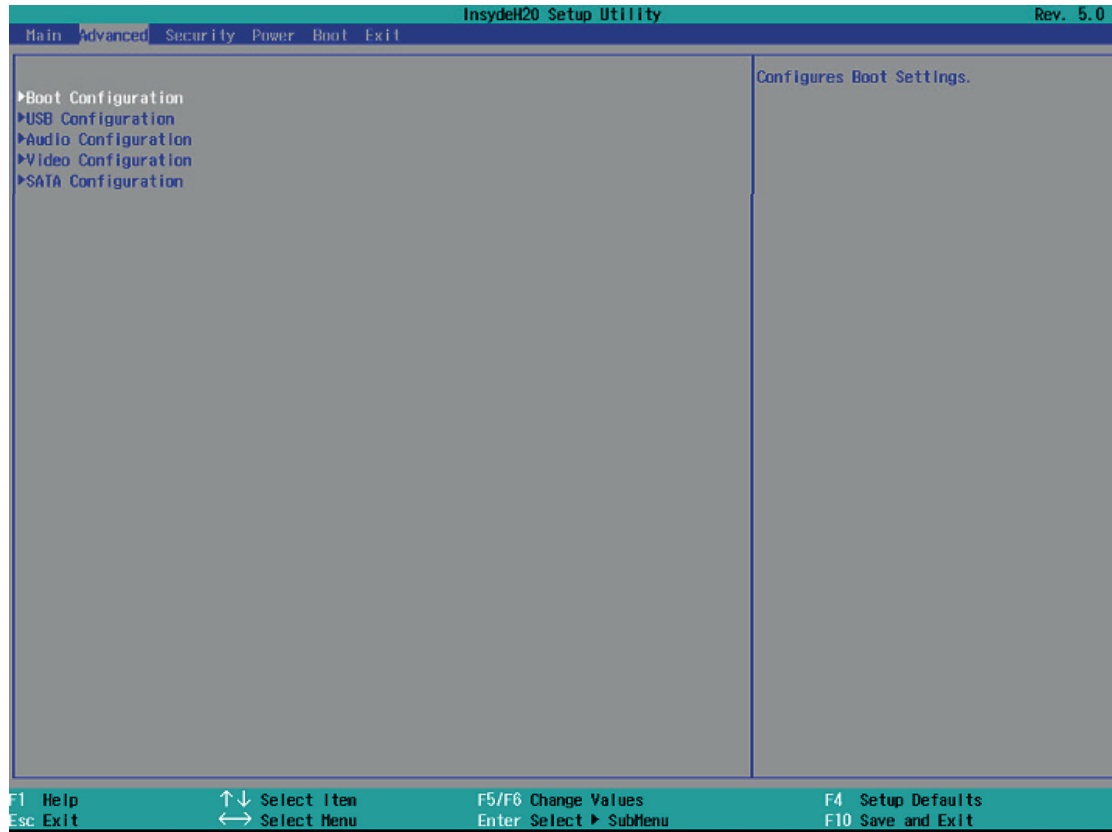 InsydeH20 Setup Utility Rev. 5.0
Main Advanced Security Power Boot Exit
Configures Boot Settings.
▶Boot Configuration
▶USB Configuration
▶Audio Configuration
▶Video Configuration
▶SATA Configuration
F1 Help ↑↓ Select Item F5/F6 Change Values F4 Setup Defaults
Esc Exit ←→ Select Menu Enter Select ▶ SubMenu F10 Save and Exit